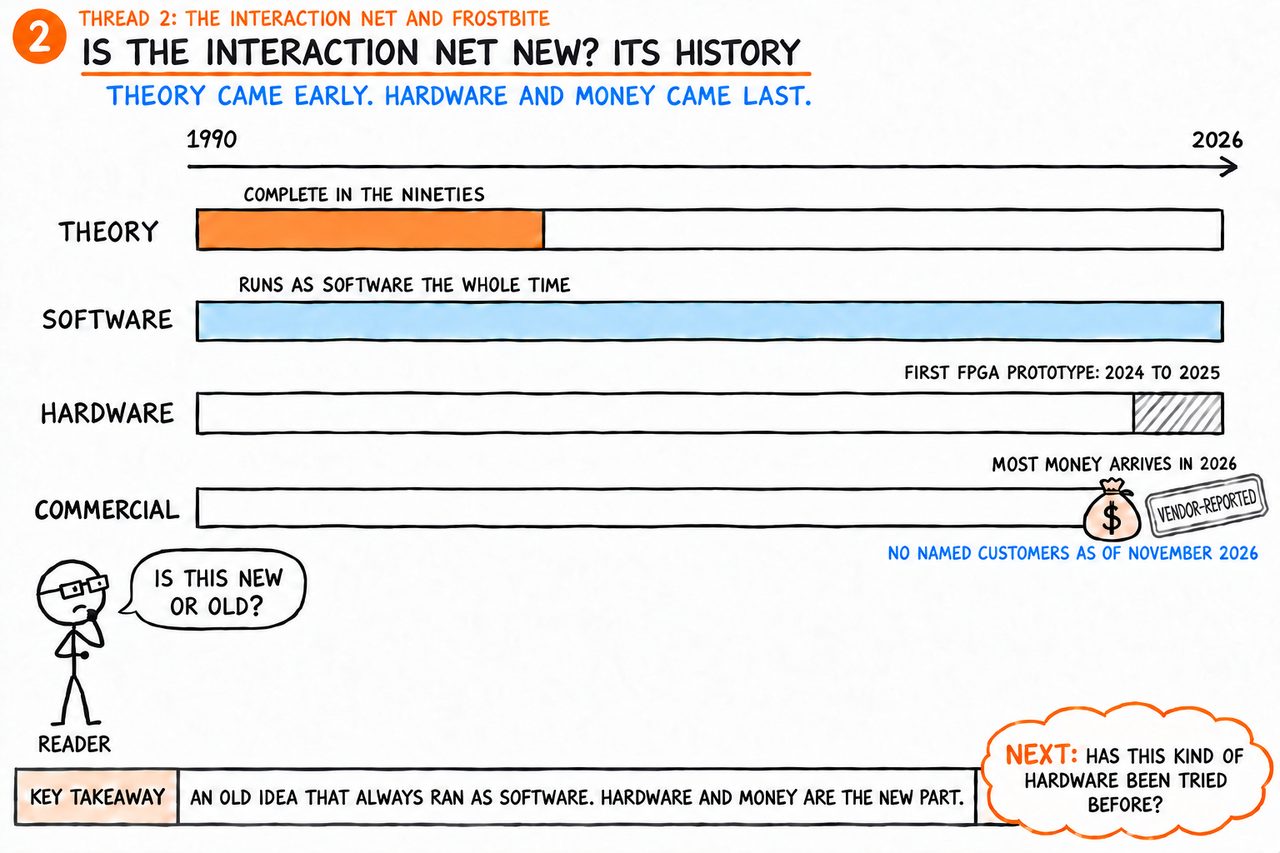 2
THREAD 2: THE INTERACTION NET AND FROSTBITE
IS THE INTERACTION NET NEW? ITS HISTORY
THEORY CAME EARLY. HARDWARE AND MONEY CAME LAST.
1990
2026
COMPLETE IN THE NINETIES
THEORY
RUNS AS SOFTWARE THE WHOLE TIME
SOFTWARE
FIRST FPGA PROTOTYPE: 2024 TO 2025
HARDWARE
MOST MONEY ARRIVES IN 2026
COMMERCIAL
$
VENDOR-REPORTED
NO NAMED CUSTOMERS AS OF NOVEMBER 2026
IS THIS NEW
OR OLD?
READER
KEY TAKEAWAY
AN OLD IDEA THAT ALWAYS RAN AS SOFTWARE. HARDWARE AND MONEY ARE THE NEW PART.
NEXT: HAS THIS KIND OF
HARDWARE BEEN TRIED
BEFORE?